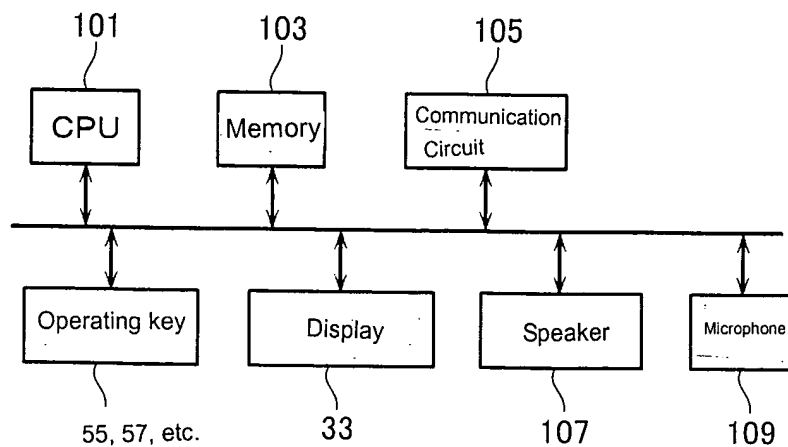 101
103
105
CPU
Memory
Communication
Circuit
Operating key
Display
Speaker
Microphone
55, 57, etc.
33
107
109